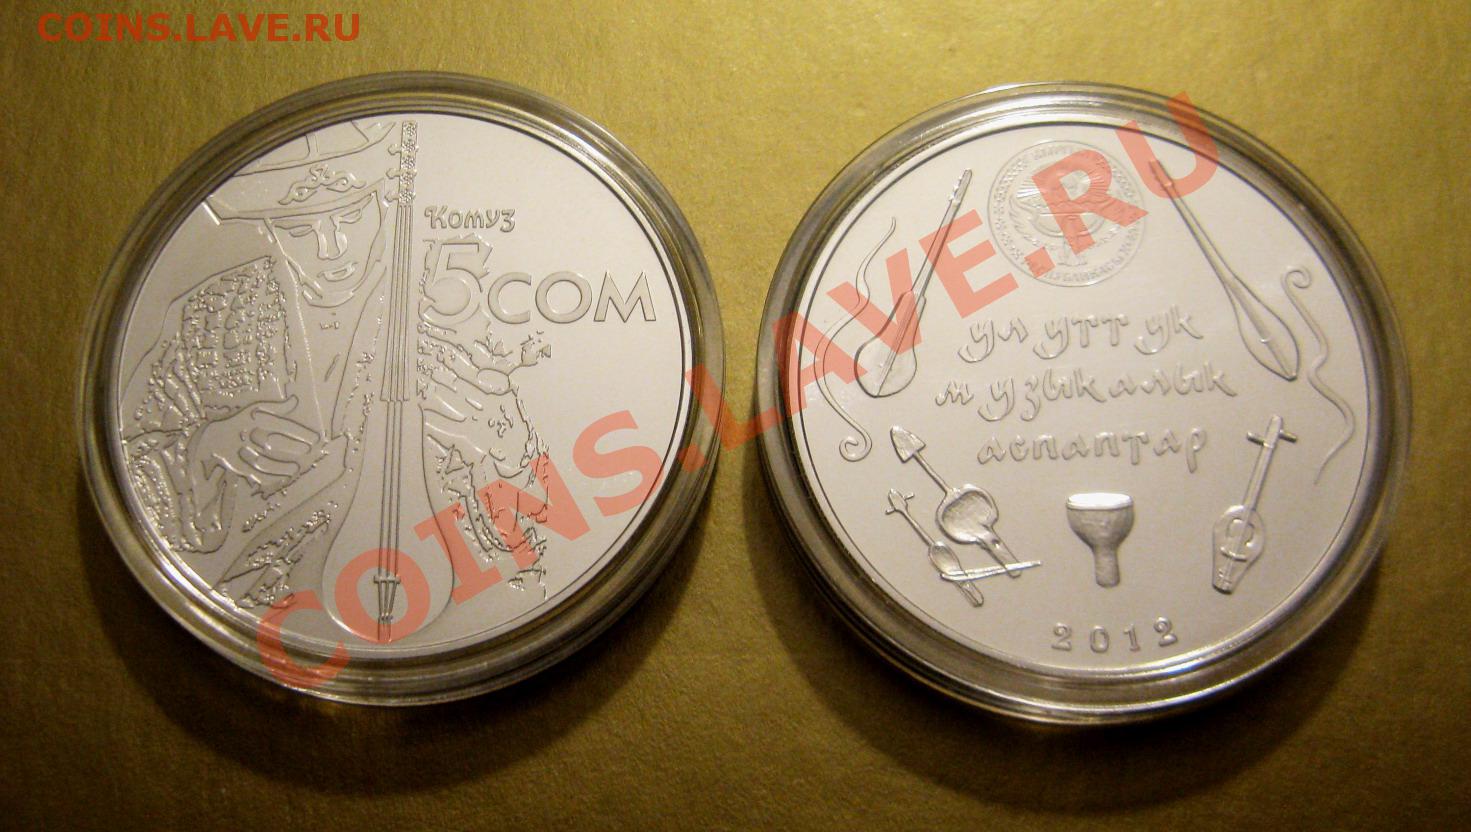 COINS.LAVE.RU
Комуз
5 СОМ
улуттук
музыкалык
аспаптар
2012
COINS.LAVE.RU